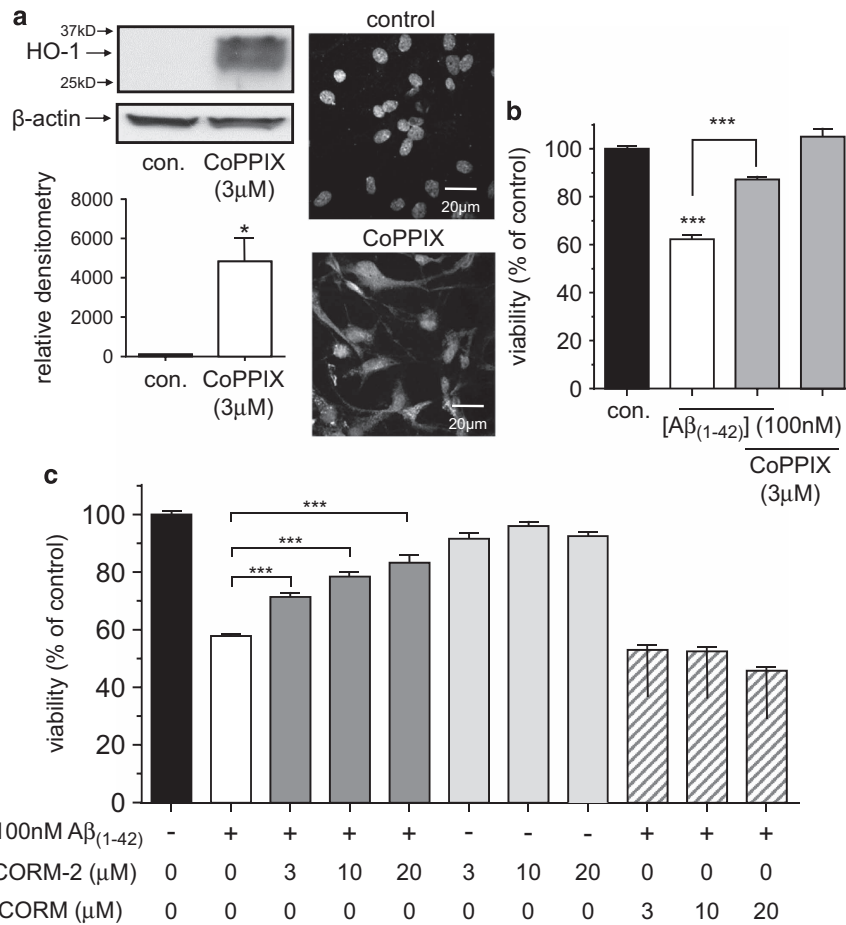 a
37kD→
HO-1 →
25kD→
β-actin →
con. CoPPIX
(3μM)
control
20μm
CoPPIX
20μm
relative densitometry
8000
6000
4000
2000
0
*
con. CoPPIX
(3μM)
b
viability (% of control)
100
80
60
40
20
0
***
***
con.
[Aβ(1-42)] (100nM)
CoPPIX
(3μM)
c
viability (% of control)
100
80
60
40
20
0
***
***
***
100nM Aβ(1-42) - + + + + - - - + + +
CORM-2 (μM) 0 0 3 10 20 3 10 20 0 0 0
CORM (μM) 0 0 0 0 0 0 0 0 3 10 20